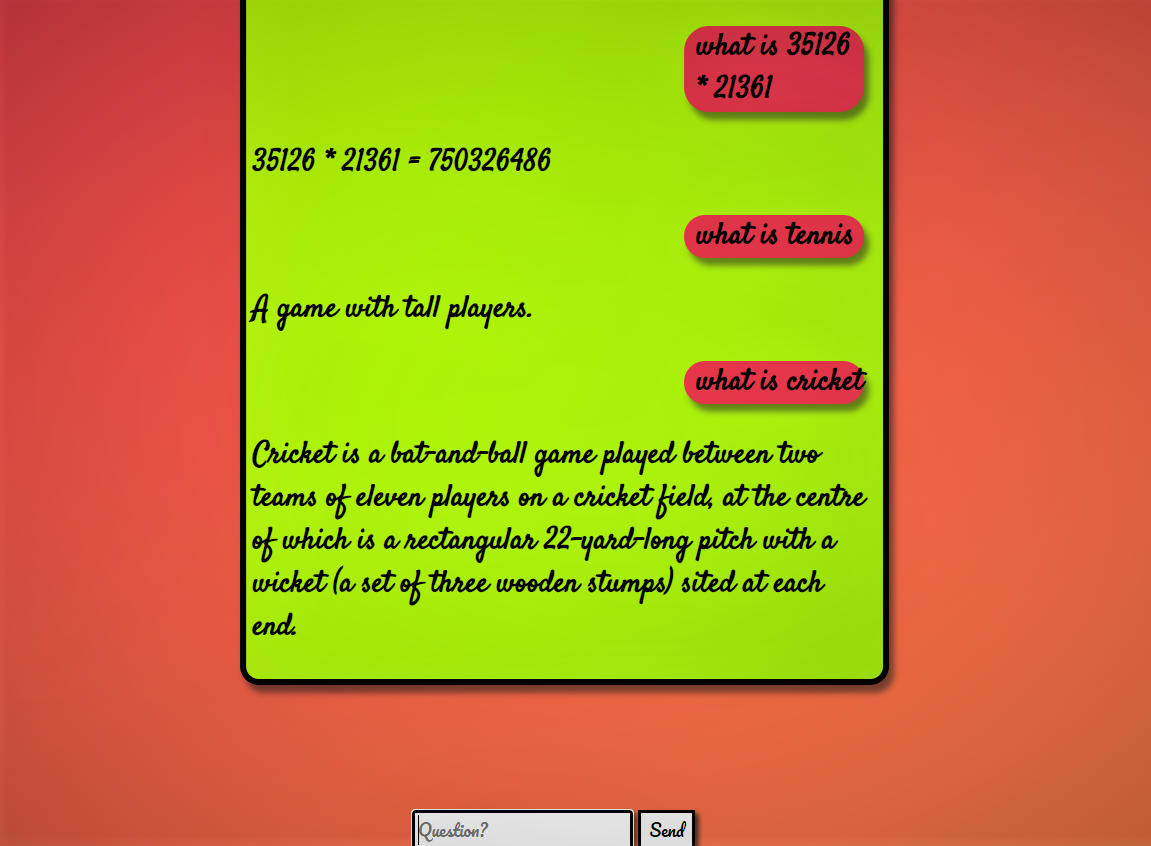 what is 35126
* 21361
35126 * 21361 = 750326486
what is tennis
A game with tall players.
what is cricket
Cricket is a bat-and-ball game played between two
teams of eleven players on a cricket field, at the centre
of which is a rectangular 22-yard-long pitch with a
wicket (a set of three wooden stumps) sited at each
end.
Question?
Send